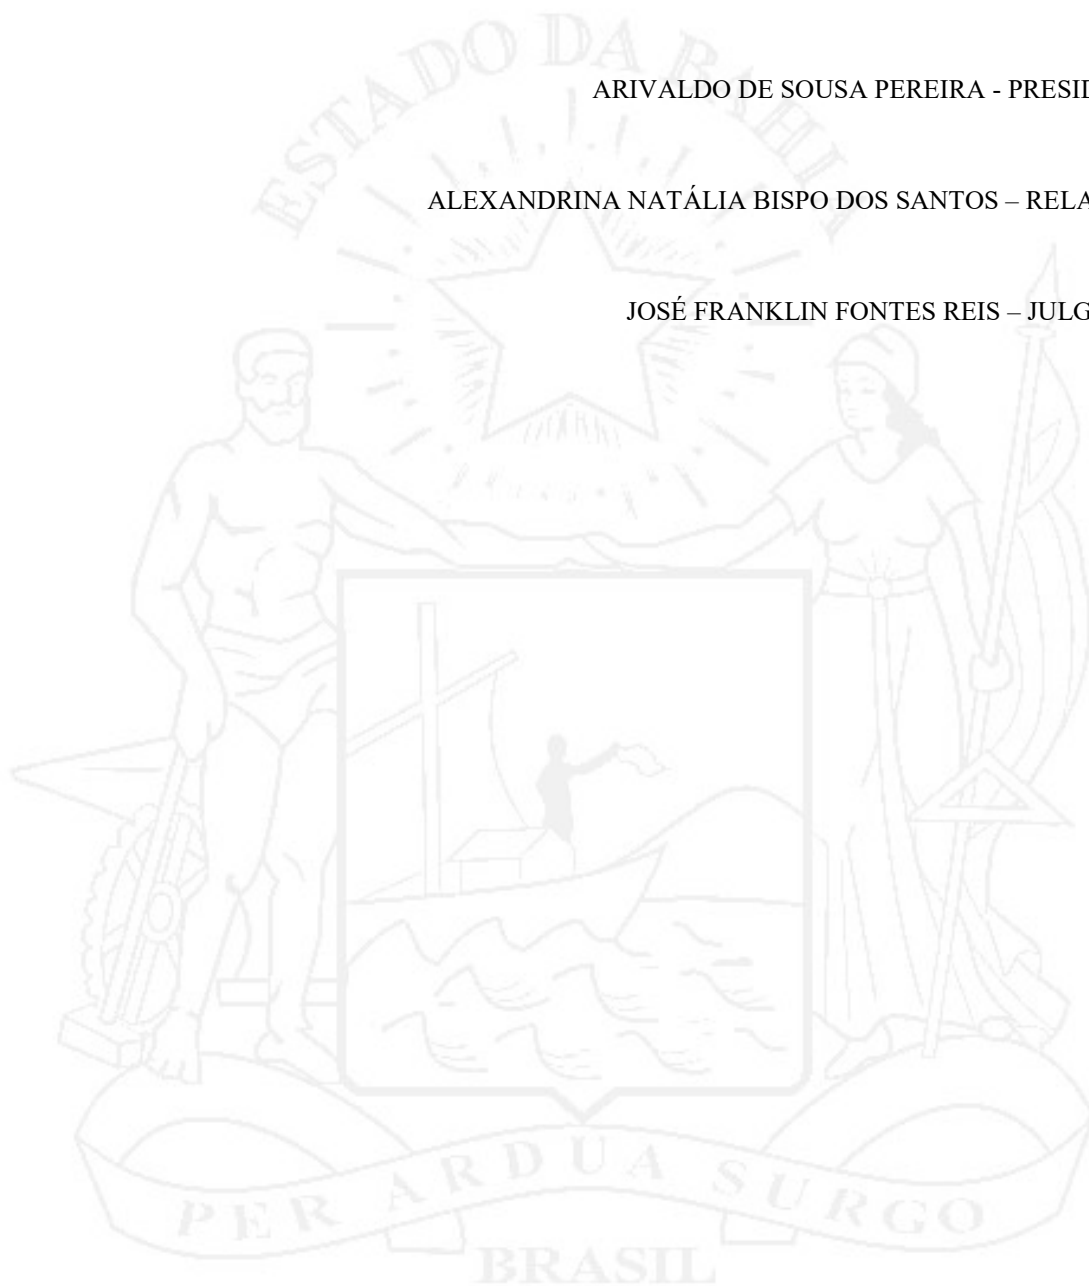 ESTADO DA BAHI
ARIVALDO DE SOUSA PEREIRA - PRESID
ALEXANDRINA NATÁLIA BISPO DOS SANTOS – RELA
JOSÉ FRANKLIN FONTES REIS – JULG
PER ARDUA SURGO
BRASIL